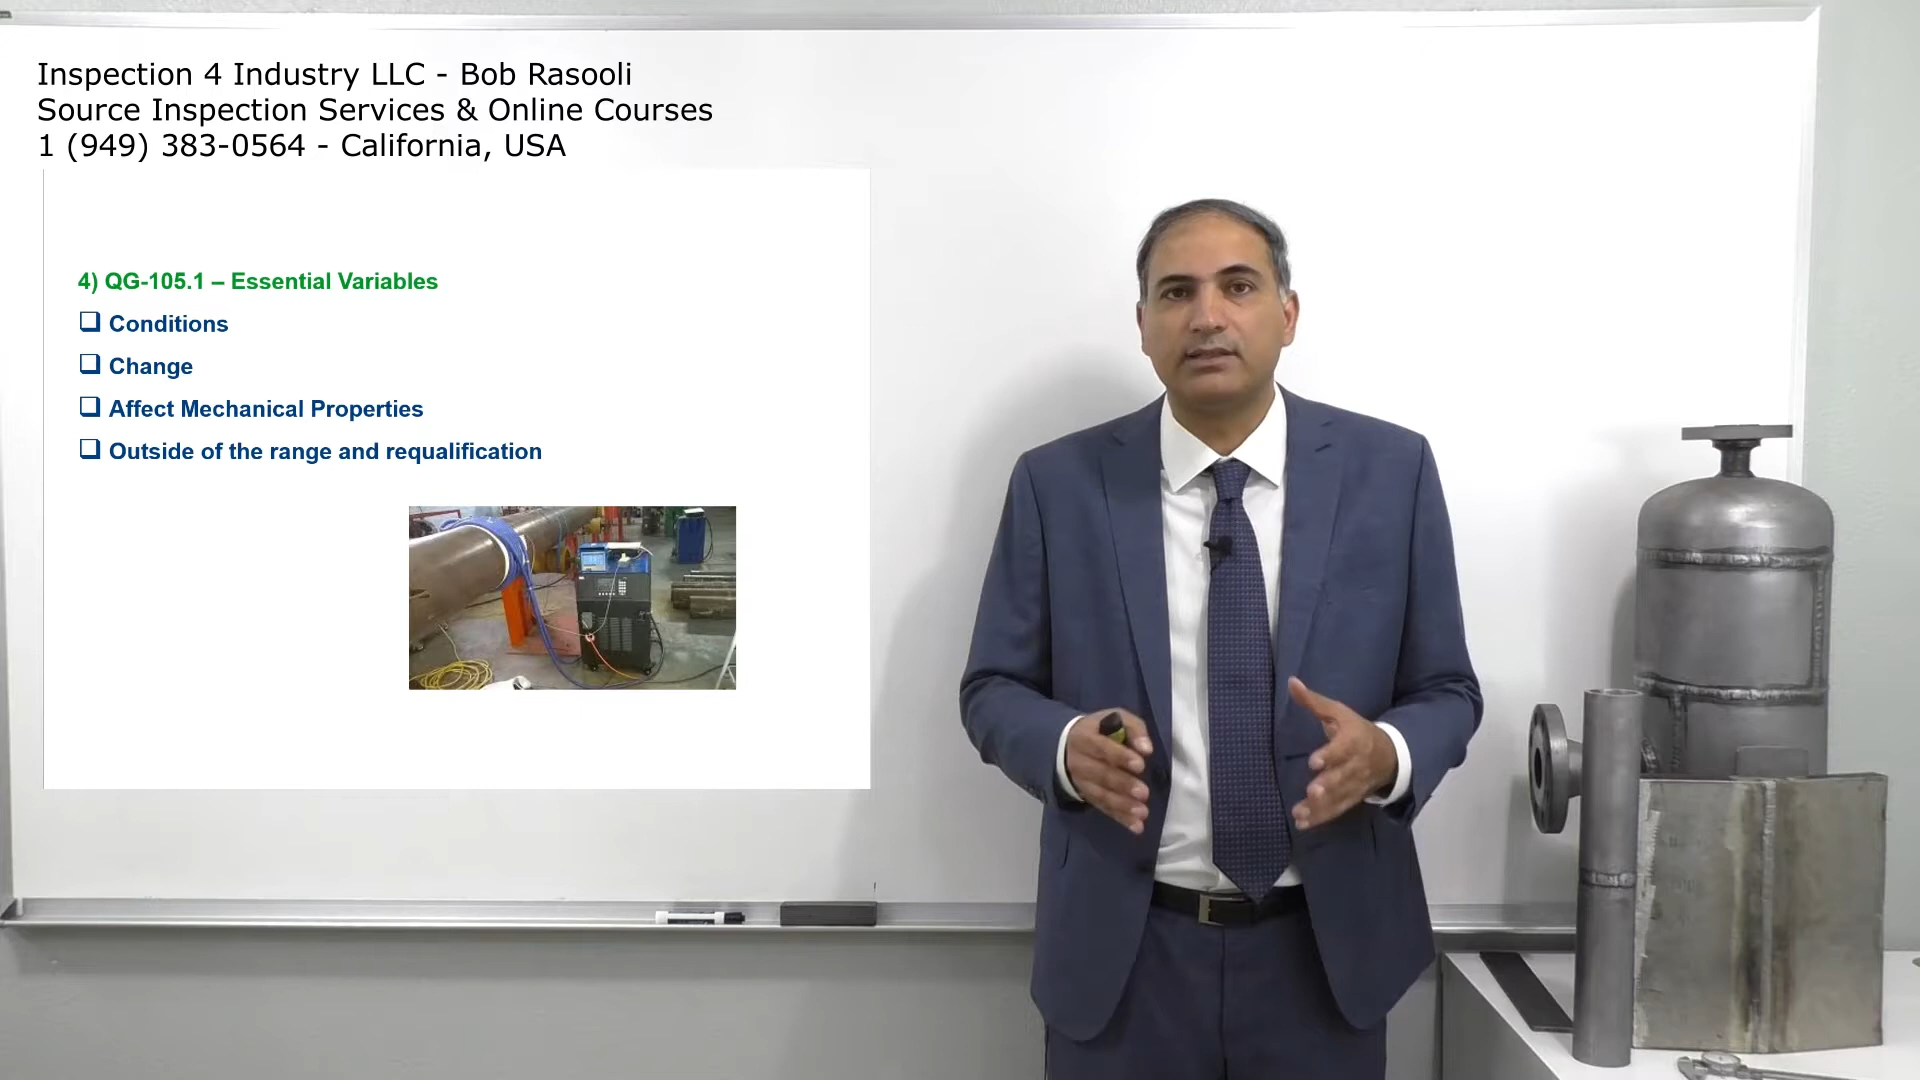 Inspection 4 Industry LLC - Bob Rasooli
Source Inspection Services & Online Courses
1 (949) 383-0564 - California, USA
4) QG-105.1 – Essential Variables
❑ Conditions
❑ Change
❑ Affect Mechanical Properties
❑ Outside of the range and requalification